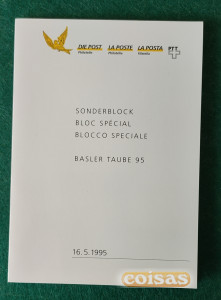 DIE POST LA POSTE LA POSTA PTT
SONDERBLOCK
BLOC SPÉCIAL
BLOCCO SPECIALE
BASLER TAUBE 95
16.5.1995
coisas